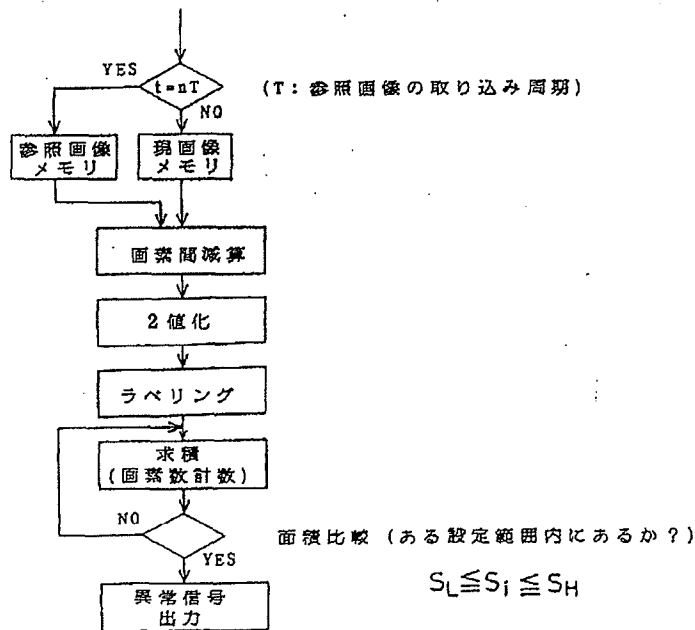 YES
t=nT
(T: 参照画像の取り込み周期)
NO
参照画像
メモリ
現画像
メモリ
画素間減算
2値化
ラベリング
求積
(画素数計数)
NO
面積比較 (ある設定範囲内にあるか?)
YES
S_L≦S_i≦S_H
異常信号
出力